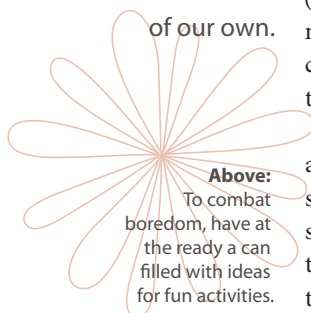 of our own.
Above:
To combat
boredom, have at
the ready a can
filled with ideas
for fun activities.